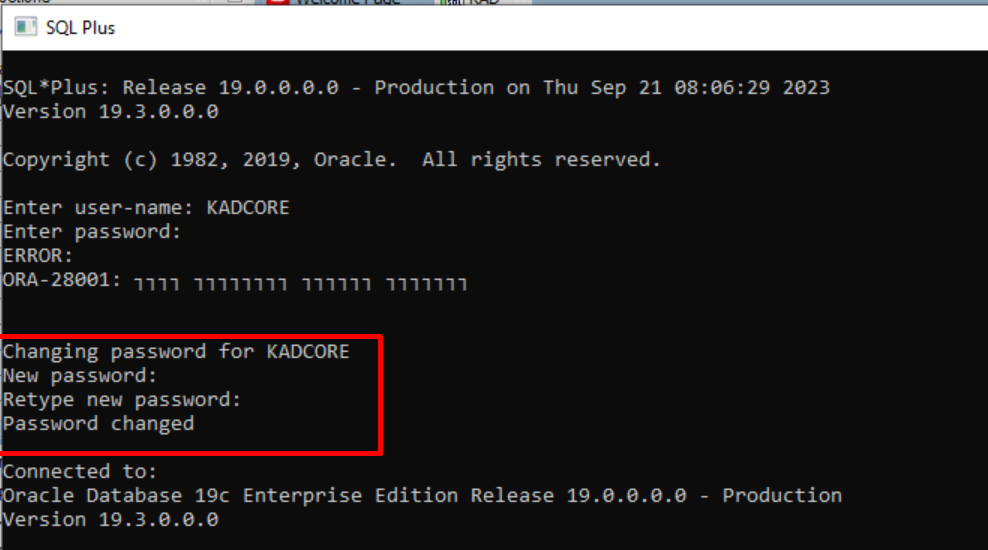 Welcome Page
SQL Plus
SQL*Plus: Release 19.0.0.0.0 - Production on Thu Sep 21 08:06:29 2023
Version 19.3.0.0.0
Copyright (c) 1982, 2019, Oracle.  All rights reserved.
Enter user-name: KADCORE
Enter password:
ERROR:
ORA-28001:
Changing password for KADCORE
New password:
Retype new password:
Password changed
Connected to:
Oracle Database 19c Enterprise Edition Release 19.0.0.0.0 - Production
Version 19.3.0.0.0